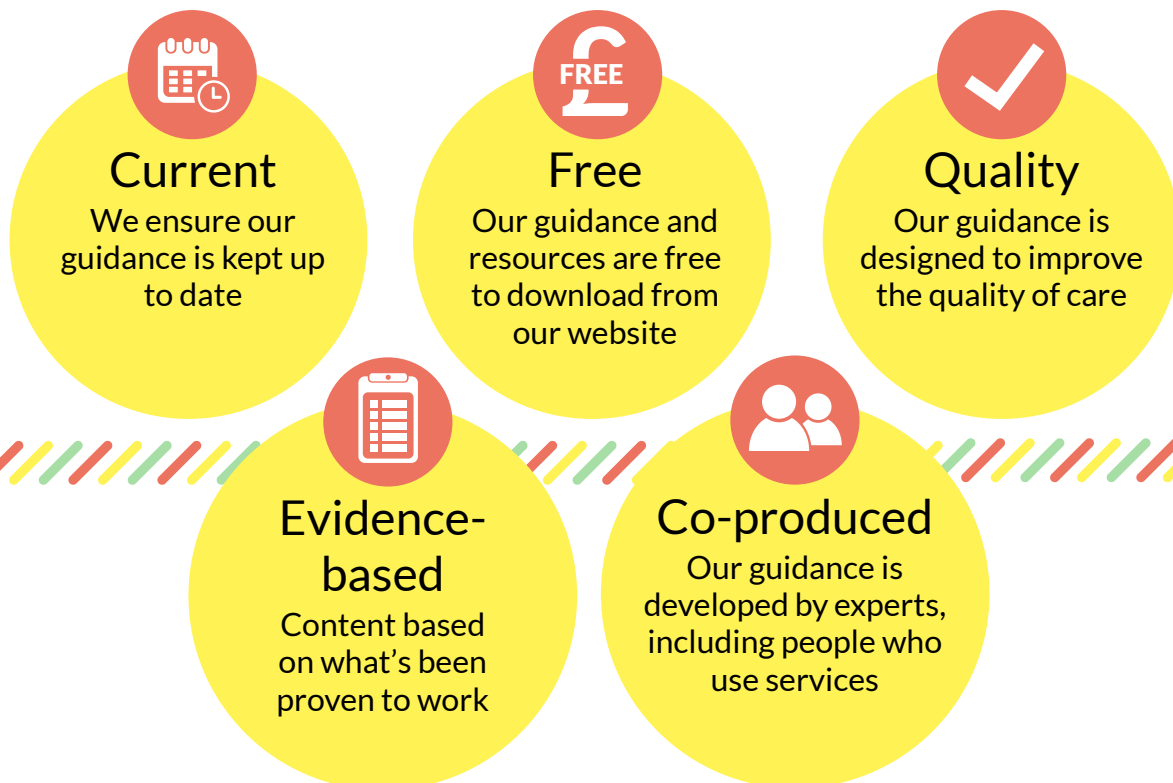 Current
We ensure our
guidance is kept up
to date
FREE
Free
Our guidance and
resources are free
to download from
our website
Quality
Our guidance is
designed to improve
the quality of care
Evidence-
based
Content based
on what’s been
proven to work
Co-produced
Our guidance is
developed by experts,
including people who
use services